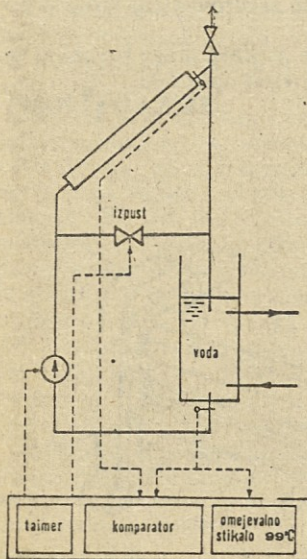 izpust
voda
taimer
komparator
omejevalno
stikalo 99°C